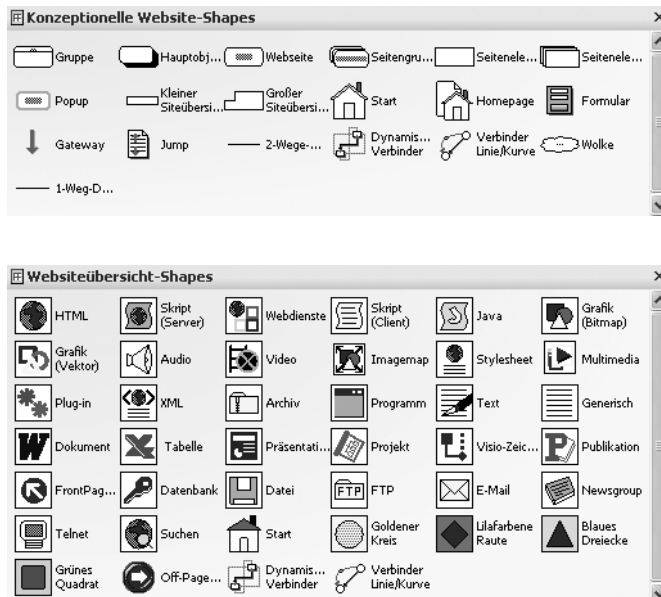 Konzeptionelle Website-Shapes
Gruppe
Hauptobj...
Webseite
Seitengru...
Seitenele...
Seitenele...
Popup
Kleiner
Siteübersi...
Großer
Siteübersi...
Start
Homepage
Formular
Gateway
Jump
2-Wege-...
Dynamis...
Verbinder
Verbinder
Linie/Kurve
Wolke
1-Weg-D...
Websiteübersicht-Shapes
HTML
Skript
(Server)
Webdienste
Skript
(Client)
Java
Grafik
(Bitmap)
Grafik
(Vektor)
Audio
Video
Imagemap
Stylesheet
Multimedia
Plug-in
XML
Archiv
Programm
Text
Generisch
Dokument
Tabelle
Präsentati...
Projekt
Visio-Zeic...
Publikation
FrontPag...
Datenbank
Datei
FTP
FTP
E-Mail
Newsgroup
Telnet
Suchen
Start
Goldener
Kreis
Lilafarbene
Raute
Blaues
Dreiecke
Grünes
Quadrat
Off-Page...
Dynamis...
Verbinder
Verbinder
Linie/Kurve